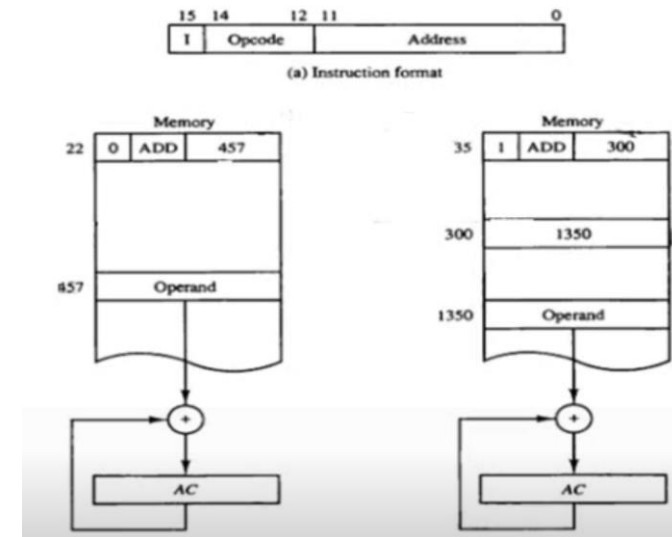 15 14 12 11 0
I Opcode Address
(a) Instruction format
Memory
22 0 ADD 457
457 Operand
+
AC
Memory
35 1 ADD 300
300 1350
1350 Operand
+
AC